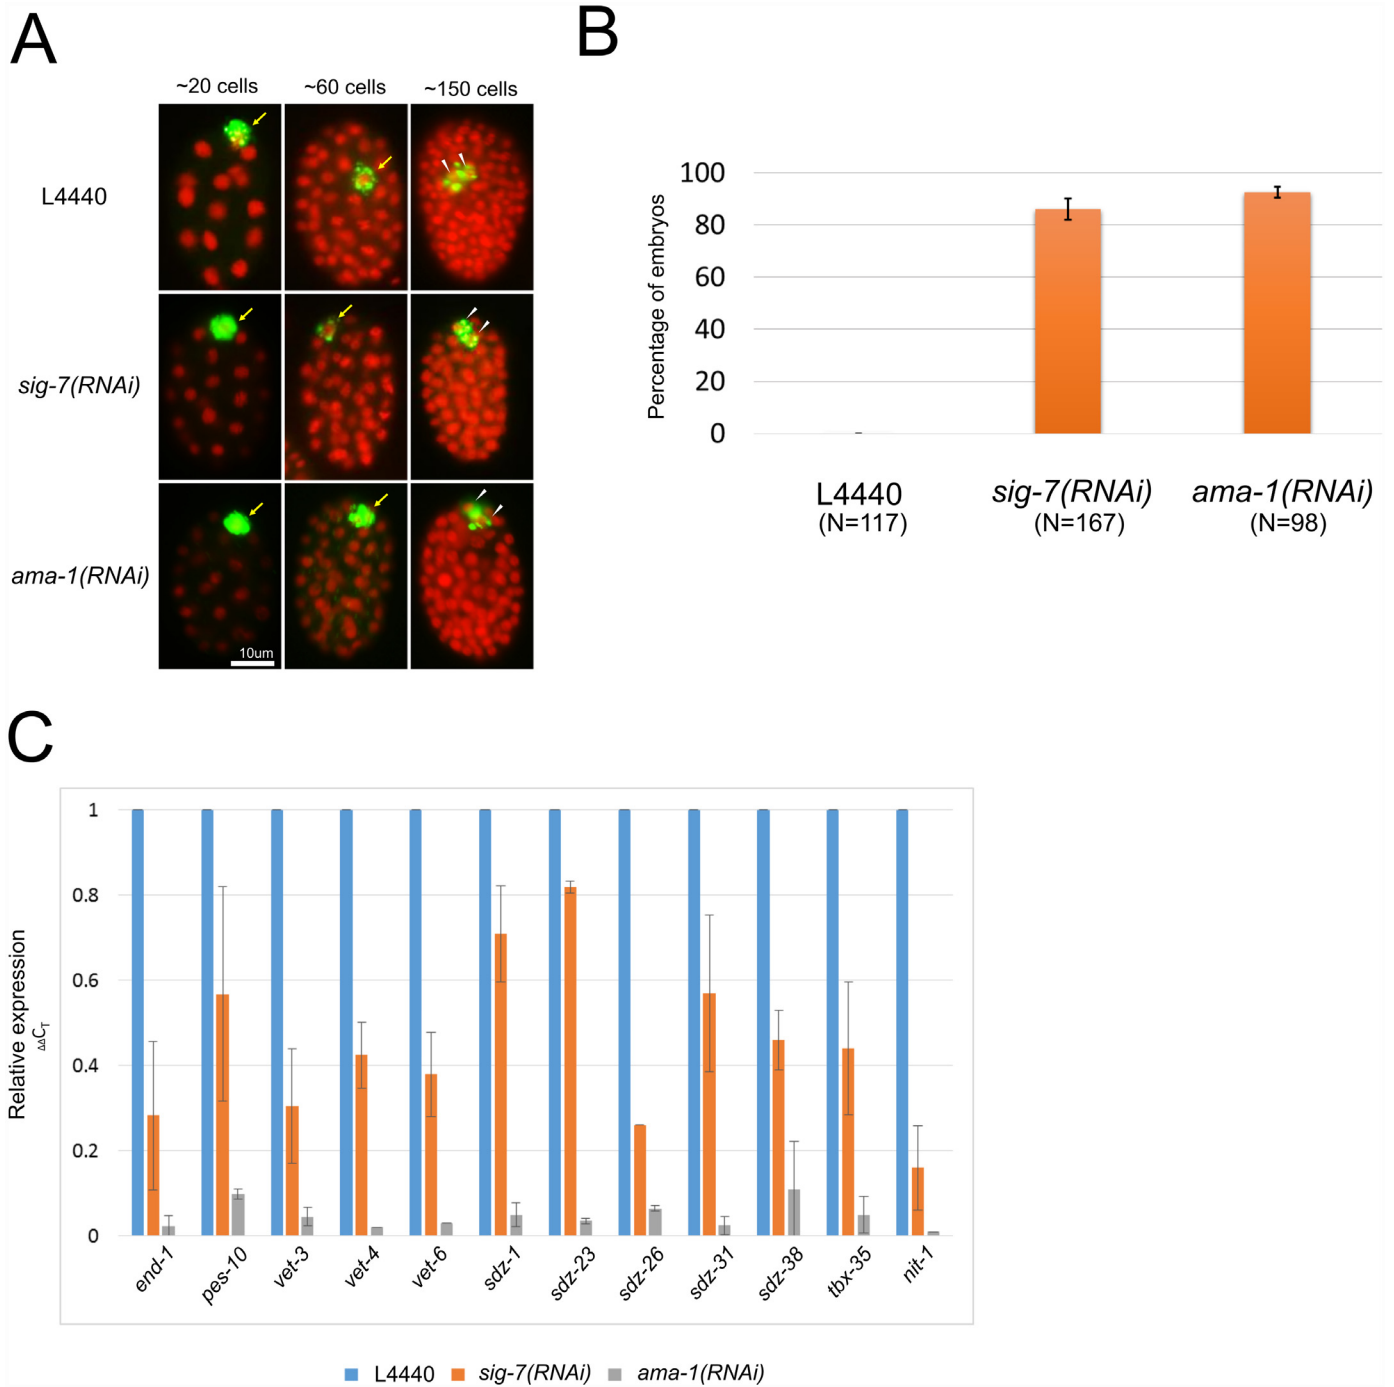 A
~20 cells
~60 cells
~150 cells
L4440
sig-7(RNAi)
ama-1(RNAi)
10um
B
Percentage of embryos
100
80
60
40
20
0
L4440
(N=117)
sig-7(RNAi)
(N=167)
ama-1(RNAi)
(N=98)
C
Relative expression
ΔΔCT
1
0.8
0.6
0.4
0.2
0
end-1
pes-10
vet-3
vet-4
vet-6
sdz-1
sdz-23
sdz-26
sdz-31
sdz-38
tbx-35
nit-1
L4440
sig-7(RNAi)
ama-1(RNAi)